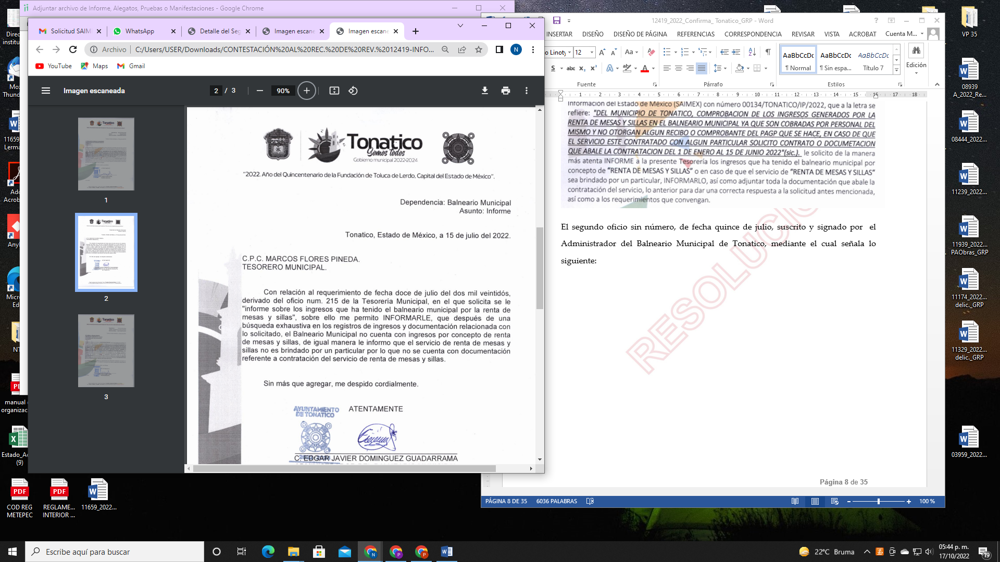 Adjuntar archivo de Informe, Alegatos, Pruebas o Manifestaciones - Google Chrome
Solicitud SAIM
WhatsApp
Detalle del Seg
Imagen escane
Imagen escane
Archivo
C:/Users/USER/Downloads/CONTESTACIÓN%20AL%20REC.%20DE%20REV.%2012419-INFO...
N
YouTube
Maps
Gmail
Imagen escaneada
2 / 3
90%
1
2
3
Tonatico
Somos Todos
Gobierno municipal 2022-2024
"2022. Año del Quincentenario de la Fundación de Toluca de Lerdo, Capital del Estado de México".
Dependencia: Balneario Municipal
Asunto: Informe
Tonatico, Estado de México, a 15 de julio del 2022.
C.P.C. MARCOS FLORES PINEDA.
TESORERO MUNICIPAL.
Con relación al requerimiento de fecha doce de julio del dos mil veintidós,
derivado del oficio num. 215 de la Tesorería Municipal, en el que solicita se le
"informe sobre los ingresos que ha tenido el balneario municipal por la renta de
mesas y sillas", sobre ello me permito INFORMARLE, que después de una
búsqueda exhaustiva en los registros de ingresos y documentación relacionada con
lo solicitado, el Balneario Municipal no cuenta con ingresos por concepto de renta
de mesas y sillas, de igual manera le informo que el servicio de renta de mesas y
sillas no es brindado por un particular por lo que no se cuenta con documentación
referente a contratación del servicio de renta de mesas y sillas.
Sin más que agregar, me despido cordialmente.
ATENTAMENTE
AYUNTAMIENTO
DE TONATICO
C. EDGAR JAVIER DOMINGUEZ GUADARRAMA
12419_2022_Confirma_ Tonatico_GRP - Word
INSERTAR
DISEÑO
DISEÑO DE PÁGINA
REFERENCIAS
CORRESPONDENCIA
REVISAR
VISTA
ACROBAT
Cuenta M...
o Linoty
12
AaBbCcDc
¶ Normal
AaBbCcDc
¶ Sin espa...
AaBbCcDc
Título 7
Edición
Fuente
Párrafo
Estilos
1 2 3 4 5 6 7 8 9 10 11 12 13 14 15 16 17 18
Información del Estado de México (SAIMEX) con número 00134/TONATICO/IP/2022, que a la letra se
refiere: "DEL MUNICIPIO DE TONATICO, COMPROBACION DE LOS INGRESOS GENERADOS POR LA
RENTA DE MESAS Y SILLAS EN EL BALNEARIO MUNICIPAL YA QUE SON COBRADAS POR PERSONAL DEL
MISMO Y NO OTORGAN ALGUN RECIBO O COMPROBANTE DEL PAGP QUE SE HACE, EN CASO DE QUE
EL SERVICIO ESTE CONTRATADO CON ALGUN PARTICULAR SOLICITO CONTRATO O DOCUMETACION
QUE ABALE LA CONTRATACION DEL 1 DE ENERO AL 15 DE JUNIO 2022"(sic.). le solicito de la manera
más atenta INFORME a la presente Tesorería los ingresos que ha tenido el balneario municipal por
concepto de "RENTA DE MESAS Y SILLAS" o en caso de que el servicio de "RENTA DE MESAS Y SILLAS"
sea brindado por un particular, INFORMARLO, así como adjuntar toda la documentación que abale la
contratación del servicio, lo anterior para dar una correcta respuesta a la solicitud antes mencionada,
así como a los requerimientos que convengan.
El segundo oficio sin número, de fecha quince de julio, suscrito y signado por el
Administrador del Balneario Municipal de Tonatico, mediante el cual señala lo
siguiente:
RESOLUCIÓ
Página 8 de 35
PÁGINA 8 DE 35
6036 PALABRAS
100 %
VP 35
08939
A_2022_Re...
08444_2022...
11239_2022...
11939_2022...
PAObras_GRP
11174_2022...
delic._GRP
11329_2022...
delic._GRP
03959_2022...
Estado_Ac
(9)
COD REG
METEPEC
REGLAME...
INTERIOR ...
11659_2022...
Escribe aquí para buscar
22°C Bruma
05:44 p. m.
17/10/2022
19